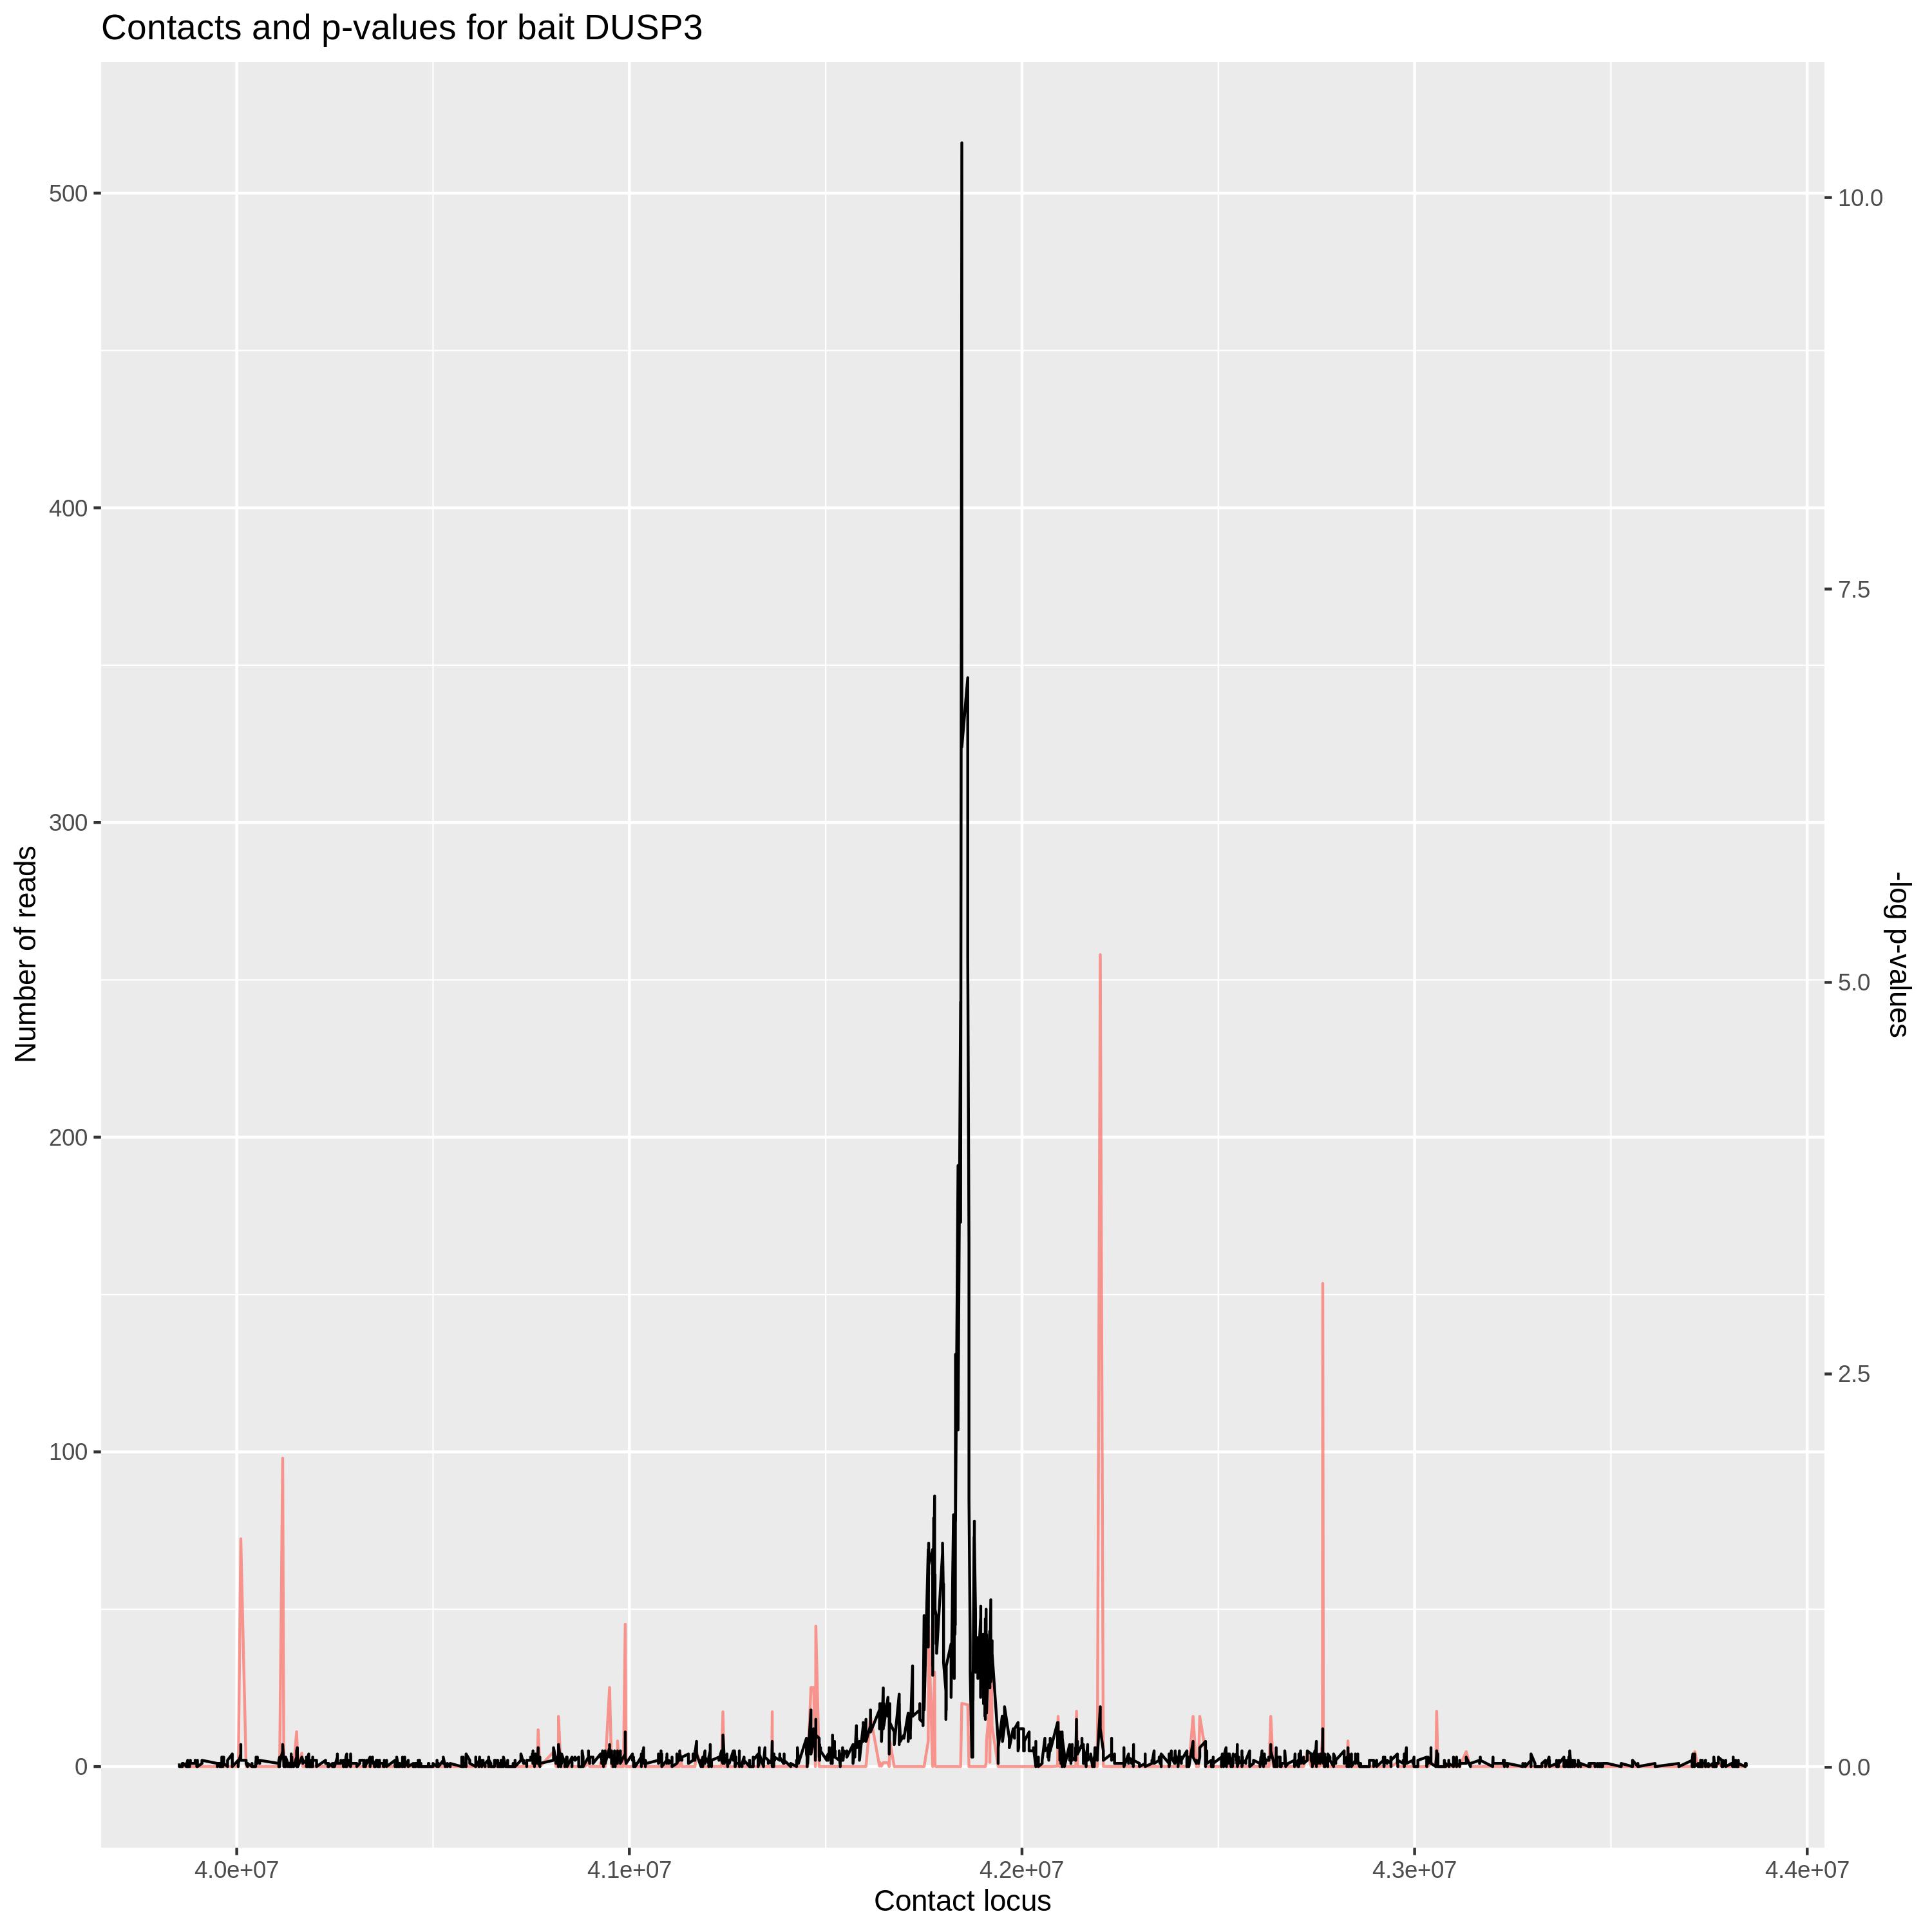 Contacts and p-values for bait DUSP3
500
400
300
200
100
0
Number of reads
10.0
7.5
5.0
2.5
0.0
-log p-values
4.0e+07
4.1e+07
4.2e+07
4.3e+07
4.4e+07
Contact locus